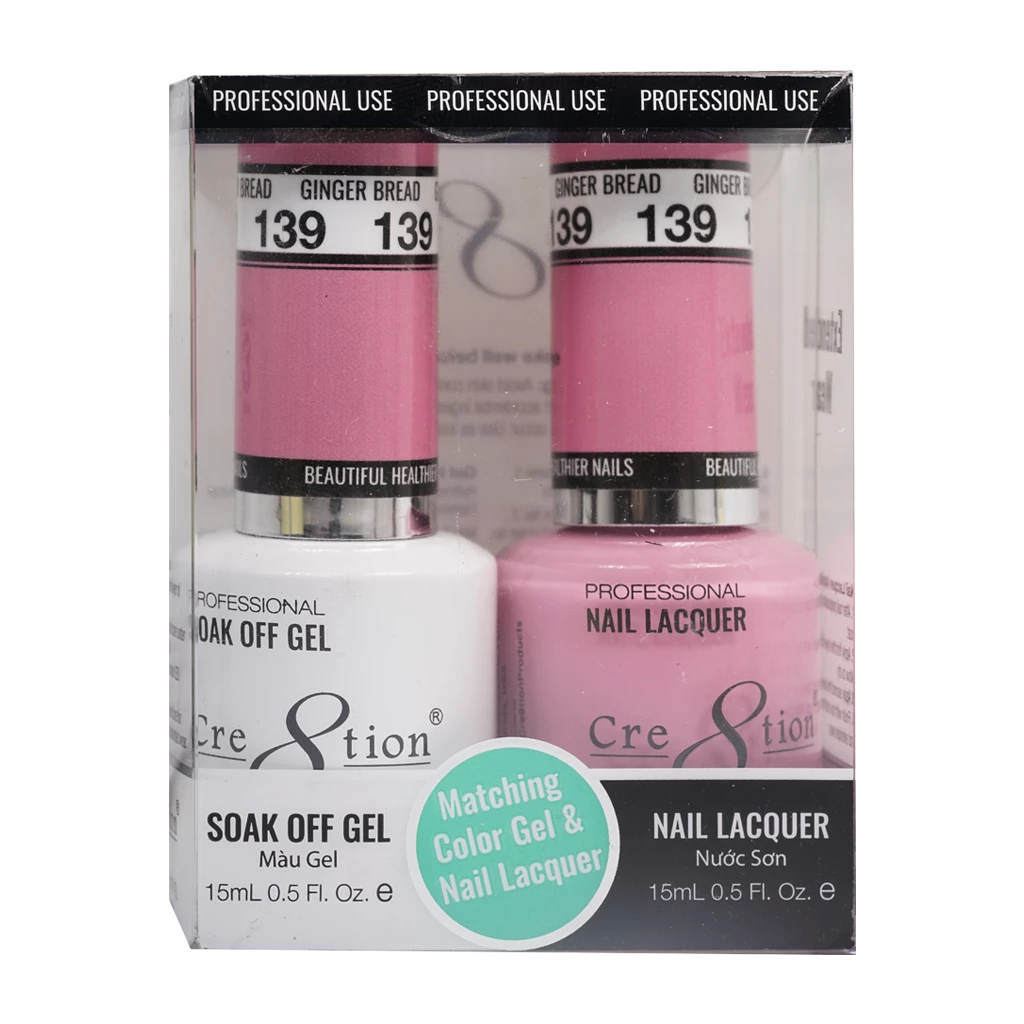 PROFESSIONAL USE PROFESSIONAL USE PROFESSIONAL USE
BREAD GINGER BREAD
139 139
GINGER BREAD GINGER B
139 139 1
BEAUTIFUL HEALTHIER
LTHIER NAILS BEAUTIFUL
PROFESSIONAL
SOAK OFF GEL
Cre8tion®
PROFESSIONAL
NAIL LACQUER
Cre8tion®
SOAK OFF GEL
Màu Gel
15mL 0.5 Fl. Oz. ℮
Matching
Color Gel &
Nail Lacquer
NAIL LACQUER
Nước Sơn
15mL 0.5 Fl. Oz. ℮